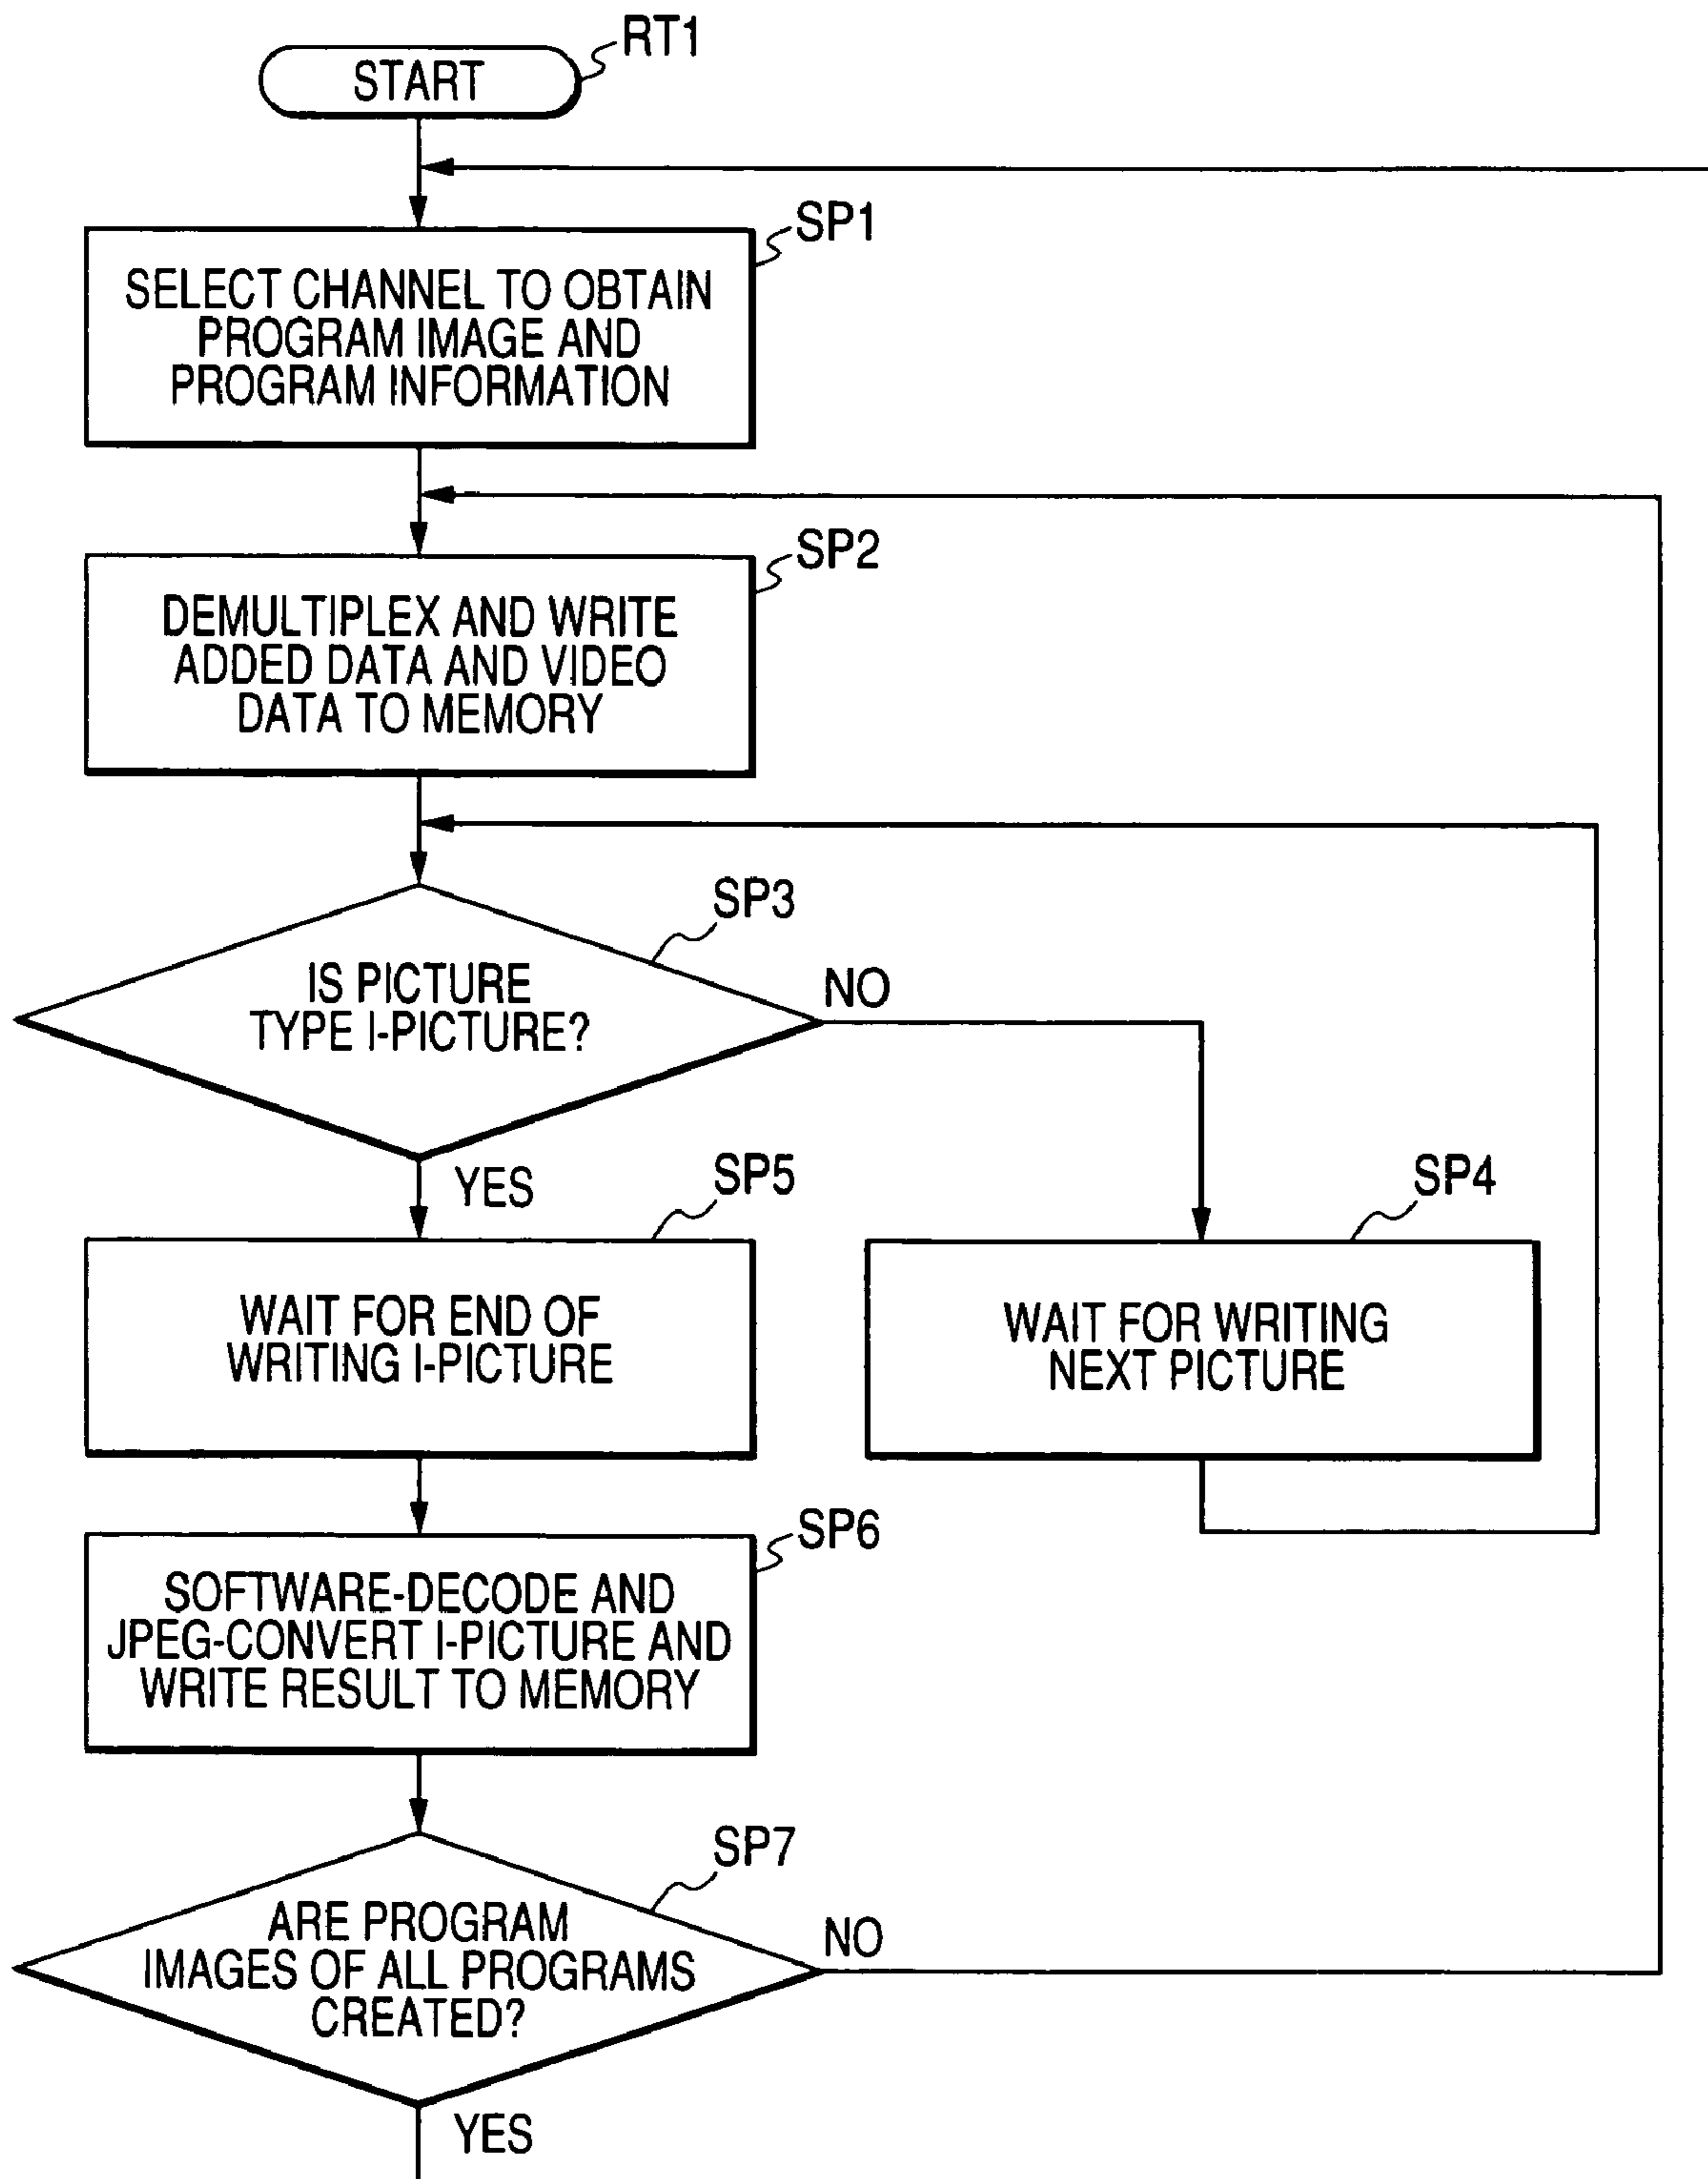 RT1
START
SP1
SELECT CHANNEL TO OBTAIN
PROGRAM IMAGE AND
PROGRAM INFORMATION
SP2
DEMULTIPLEX AND WRITE
ADDED DATA AND VIDEO
DATA TO MEMORY
SP3
IS PICTURE
TYPE I-PICTURE?
NO
YES
SP5
WAIT FOR END OF
WRITING I-PICTURE
SP4
WAIT FOR WRITING
NEXT PICTURE
SP6
SOFTWARE-DECODE AND
JPEG-CONVERT I-PICTURE AND
WRITE RESULT TO MEMORY
SP7
ARE PROGRAM
IMAGES OF ALL PROGRAMS
CREATED?
NO
YES